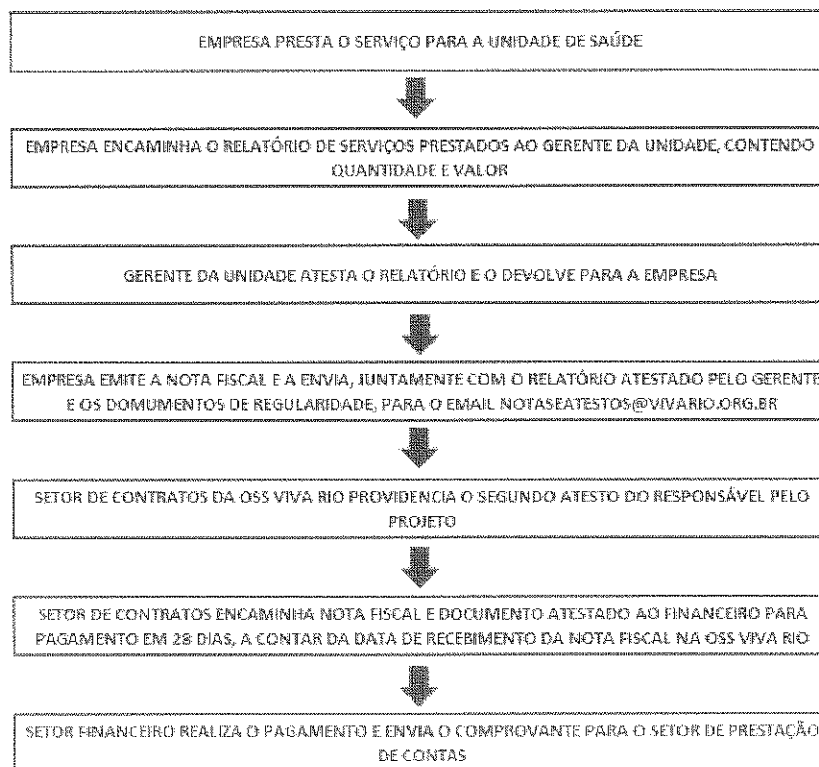 EMPRESA PRESTA O SERVIÇO PARA A UNIDADE DE SAÚDE
EMPRESA ENCAMINHA O RELATÓRIO DE SERVIÇOS PRESTADOS AO GERENTE DA UNIDADE, CONTENDO
QUANTIDADE E VALOR
GERENTE DA UNIDADE ATESTA O RELATÓRIO E O DEVOLVE PARA A EMPRESA
EMPRESA EMITE A NOTA FISCAL E A ENVIA, JUNTAMENTE COM O RELATÓRIO ATESTADO PELO GERENTE
E OS DOMUMENTOS DE REGULARIDADE, PARA O EMAIL NOTASEATESTOS@VIVARIO.ORG.BR
SETOR DE CONTRATOS DA OSS VIVA RIO PROVIDENCIA O SEGUNDO ATESTO DO RESPONSÁVEL PELO
PROJETO
SETOR DE CONTRATOS ENCAMINHA NOTA FISCAL E DOCUMENTO ATESTADO AO FINANCEIRO PARA
PAGAMENTO EM 28 DIAS, A CONTAR DA DATA DE RECEBIMENTO DA NOTA FISCAL NA OSS VIVA RIO
SETOR FINANCEIRO REALIZA O PAGAMENTO E ENVIA O COMPROVANTE PARA O SETOR DE PRESTAÇÃO
DE CONTAS